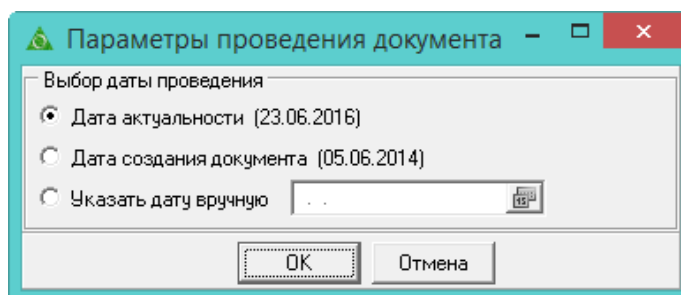 Параметры проведения документа
Выбор даты проведения
Дата актуальности (23.06.2016)
Дата создания документа (05.06.2014)
Указать дату вручную . .
15
OK
Отмена